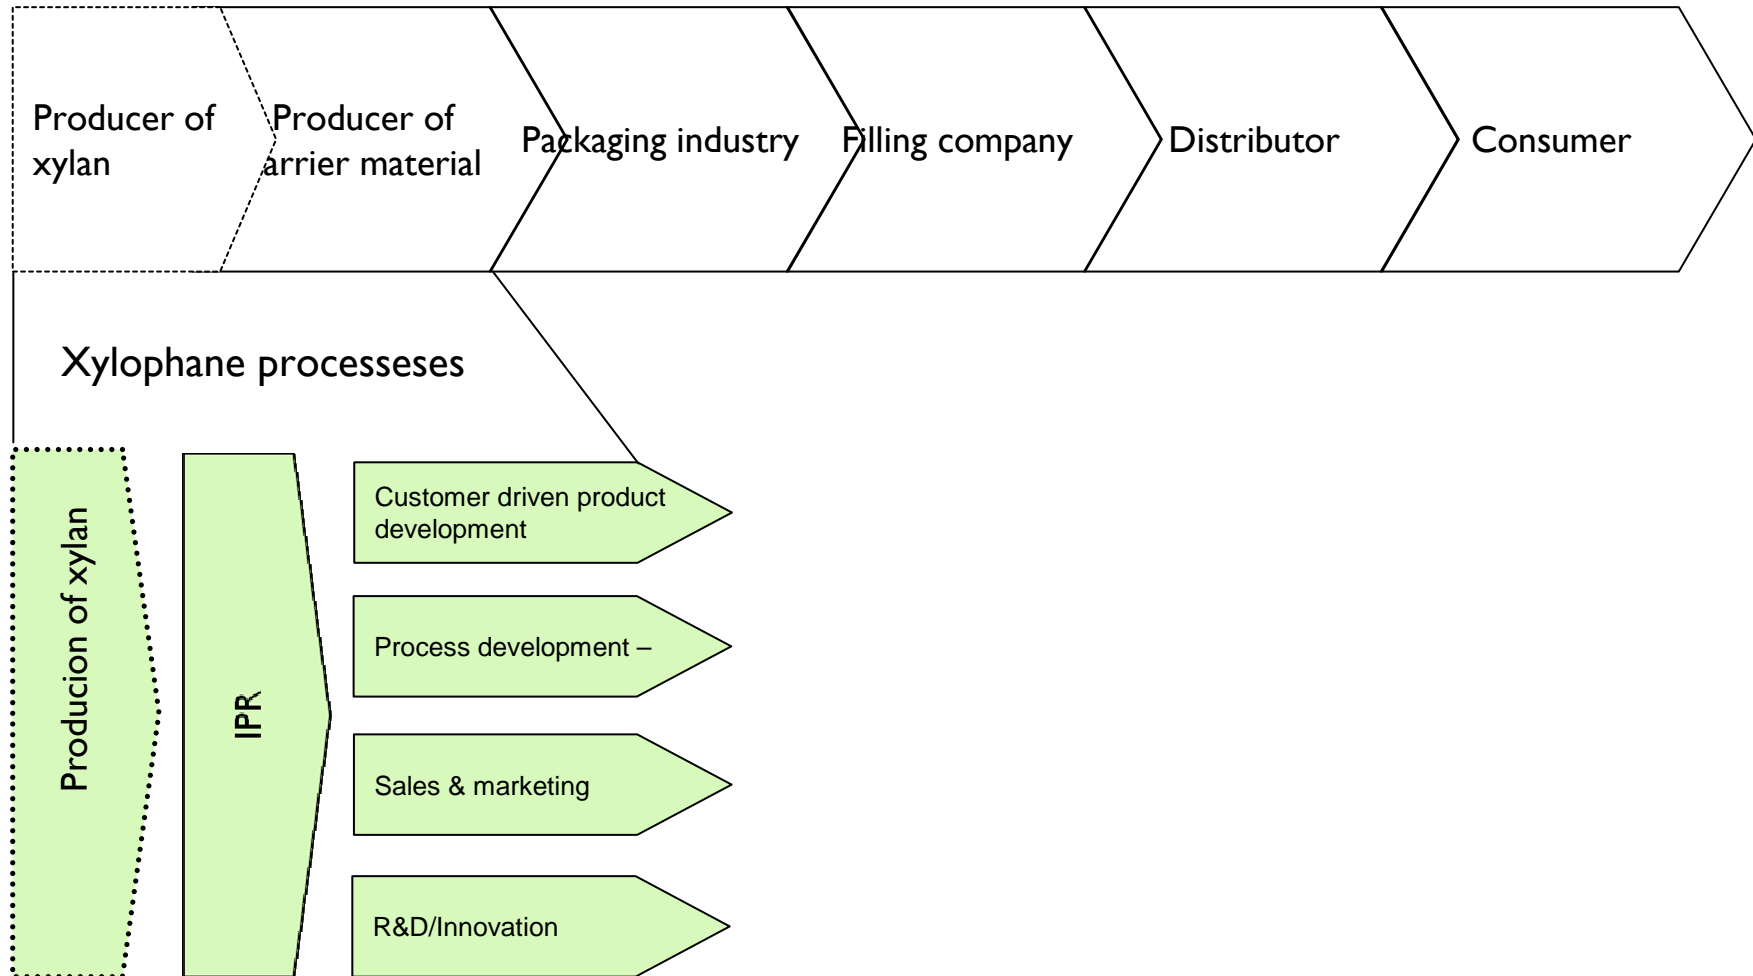 Producer of
xylan
Producer of
arrier material
Packaging industry
Filling company
Distributor
Consumer
Xylophane processeses
Producion of xylan
IPR
Customer driven product
development
Process development –
Sales & marketing
R&D/Innovation